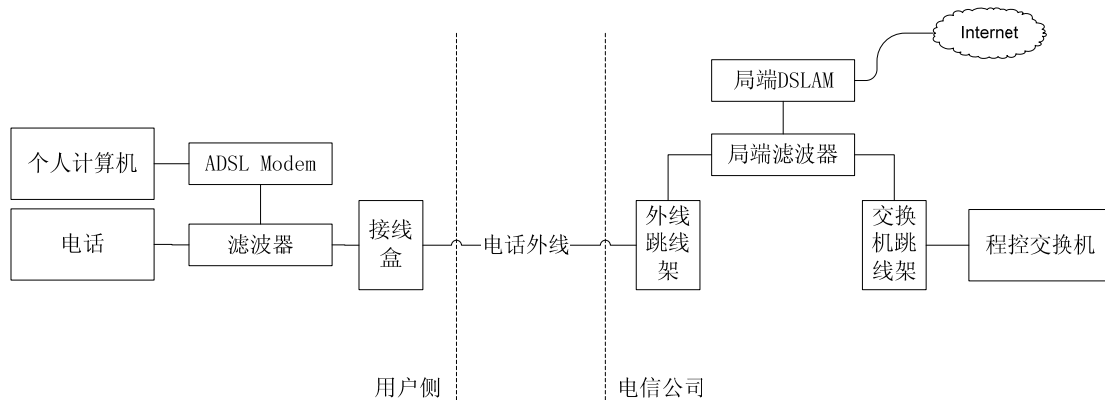 Internet
局端DSLAM
个人计算机
ADSL Modem
局端滤波器
电话
滤波器
接线
盒
电话外线
外线
跳线
架
交换
机跳
线架
程控交换机
用户侧
电信公司